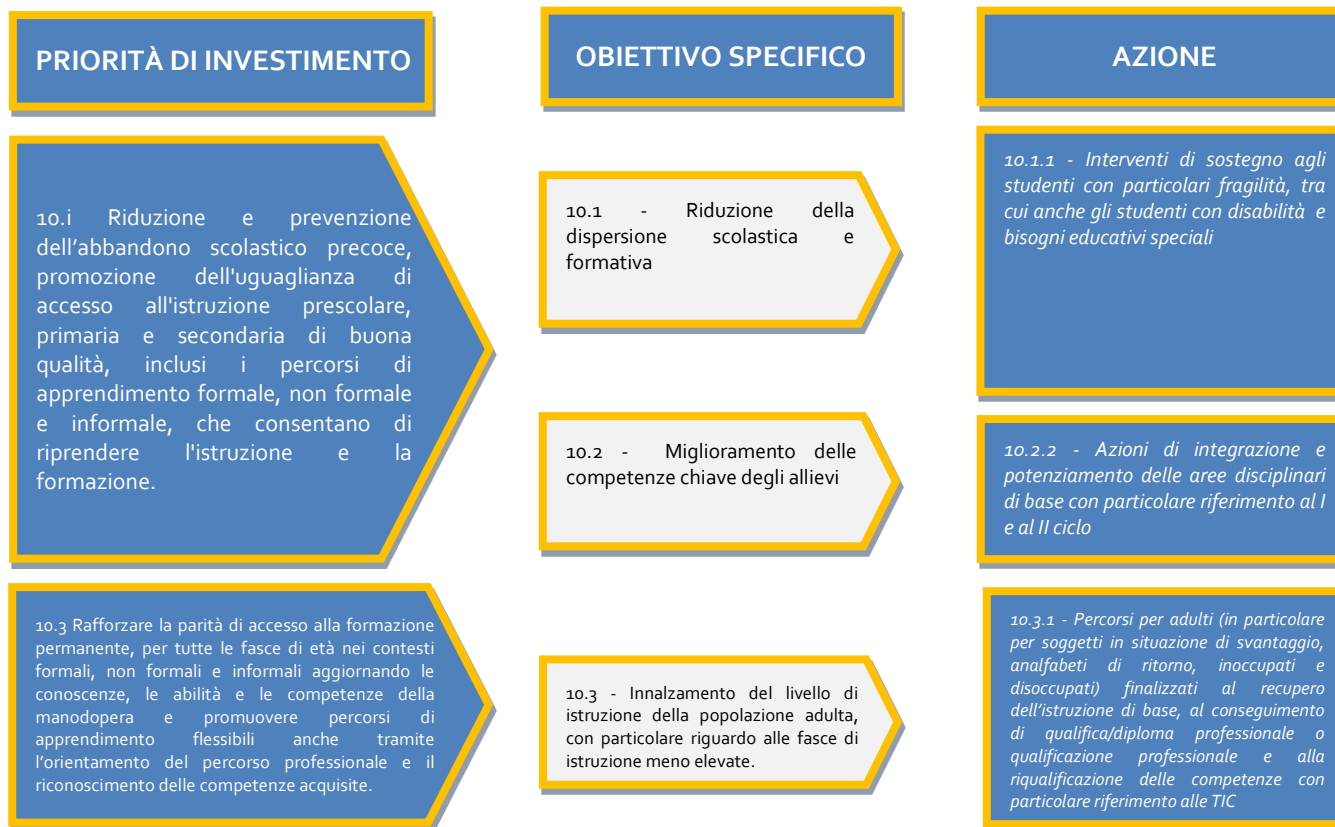 PRIORITÀ DI INVESTIMENTO
OBIETTIVO SPECIFICO
AZIONE
10.i Riduzione e prevenzione
dell’abbandono scolastico precoce,
promozione dell'uguaglianza di
accesso all'istruzione prescolare,
primaria e secondaria di buona
qualità, inclusi i percorsi di
apprendimento formale, non formale
e informale, che consentano di
riprendere l'istruzione e la
formazione.
10.1 - Riduzione della
dispersione scolastica e
formativa
10.1.1 - Interventi di sostegno agli
studenti con particolari fragilità, tra
cui anche gli studenti con disabilità e
bisogni educativi speciali
10.2 - Miglioramento delle
competenze chiave degli allievi
10.2.2 - Azioni di integrazione e
potenziamento delle aree disciplinari
di base con particolare riferimento al I
e al II ciclo
10.3 Rafforzare la parità di accesso alla formazione
permanente, per tutte le fasce di età nei contesti
formali, non formali e informali aggiornando le
conoscenze, le abilità e le competenze della
manodopera e promuovere percorsi di
apprendimento flessibili anche tramite
l’orientamento del percorso professionale e il
riconoscimento delle competenze acquisite.
10.3 - Innalzamento del livello di
istruzione della popolazione adulta,
con particolare riguardo alle fasce di
istruzione meno elevate.
10.3.1 - Percorsi per adulti (in particolare
per soggetti in situazione di svantaggio,
analfabeti di ritorno, inoccupati e
disoccupati) finalizzati al recupero
dell’istruzione di base, al conseguimento
di qualifica/diploma professionale o
qualificazione professionale e alla
riqualificazione delle competenze con
particolare riferimento alle TIC